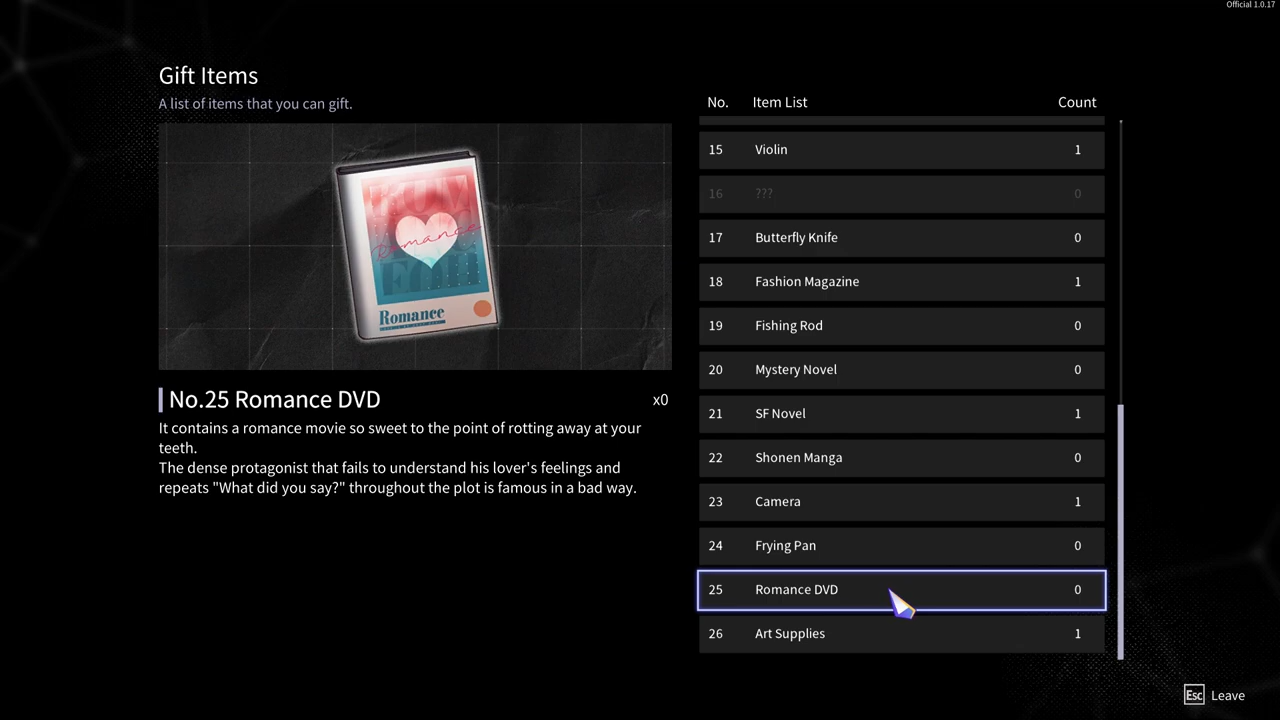 Official 1.0.17
Gift Items
A list of items that you can gift.
Romance
Romance
No.25 Romance DVD x0
It contains a romance movie so sweet to the point of rotting away at your
teeth.
The dense protagonist that fails to understand his lover's feelings and
repeats "What did you say?" throughout the plot is famous in a bad way.
No. Item List Count
15 Violin 1
16 ??? 0
17 Butterfly Knife 0
18 Fashion Magazine 1
19 Fishing Rod 0
20 Mystery Novel 0
21 SF Novel 1
22 Shonen Manga 0
23 Camera 1
24 Frying Pan 0
25 Romance DVD 0
26 Art Supplies 1
Esc Leave